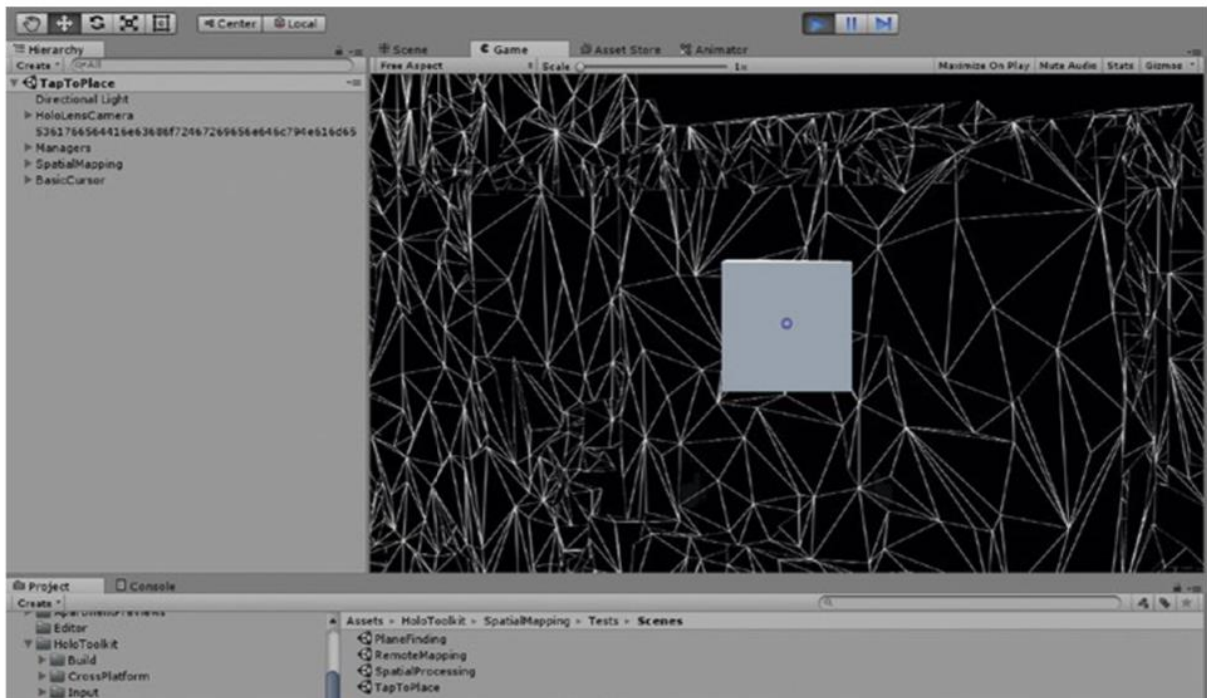 Center Local
Hierarchy
Scene Game Asset Store Animator
Create All
Free Aspect Scale 1x Maximize On Play Mute Audio Stats Gizmos
TapToPlace
Directional Light
HoloLensCamera
Managers
SpatialMapping
BasicCursor
Project Console
Create
Assets HoloToolkit SpatialMapping Tests Scenes
Editor
HoloToolkit
Build
CrossPlatform
Input
PlaneFinding
RemoteMapping
SpatialProcessing
TapToPlace